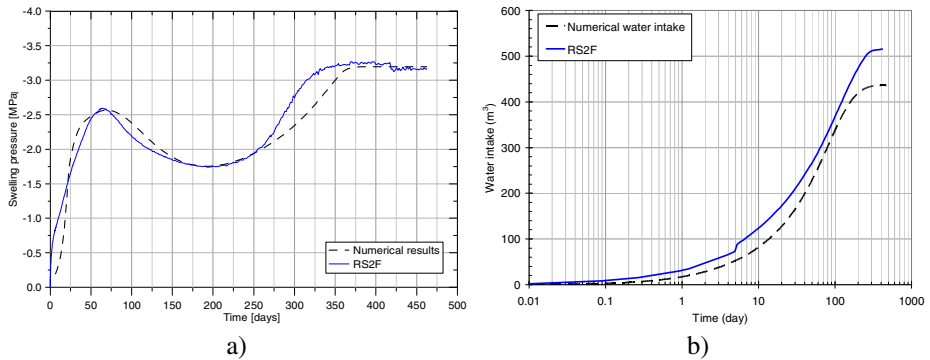 -4.0
-3.5
-3.0
-2.5
-2.0
-1.5
-1.0
-0.5
0.0
Swelling pressure [MPa]
0 50 100 150 200 250 300 350 400 450 500
Time [days]
Numerical results
RS2F
a)
600
500
400
300
200
100
0
Water intake (m³)
0.01 0.1 1 10 100 1000
Time (day)
Numerical water intake
RS2F
b)